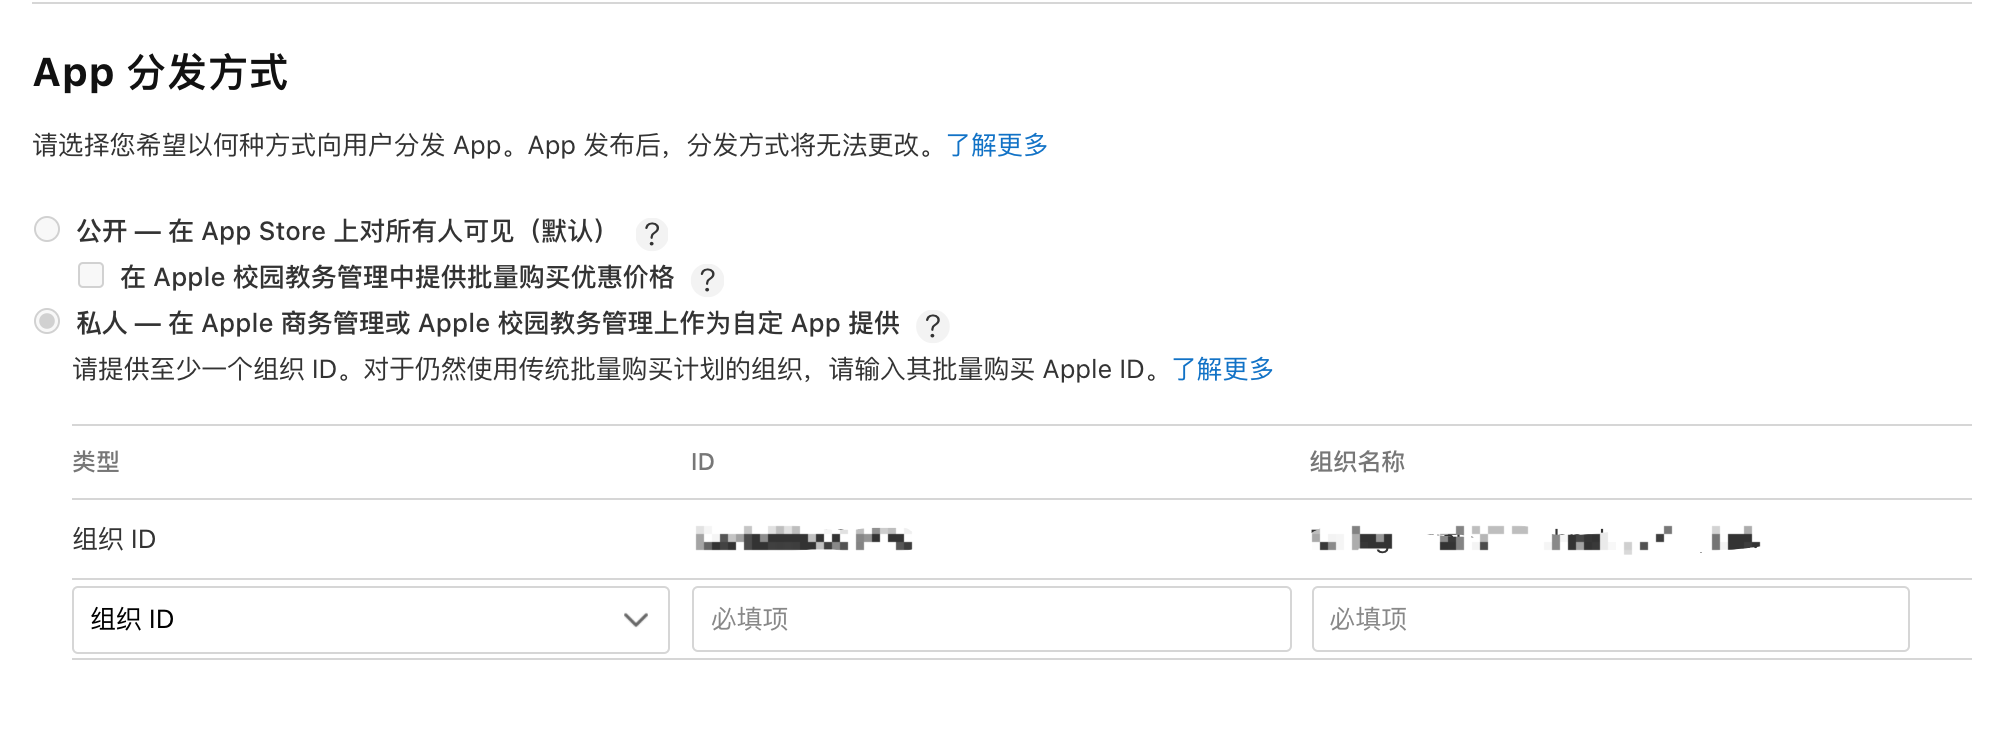 App 分发方式
请选择您希望以何种方式向用户分发 App。App 发布后，分发方式将无法更改。了解更多
公开 — 在 App Store 上对所有人可见（默认） ?
在 Apple 校园教务管理中提供批量购买优惠价格 ?
私人 — 在 Apple 商务管理或 Apple 校园教务管理上作为自定 App 提供 ?
请提供至少一个组织 ID。对于仍然使用传统批量购买计划的组织，请输入其批量购买 Apple ID。了解更多
类型 ID 组织名称
组织 ID
组织 ID 必填项 必填项